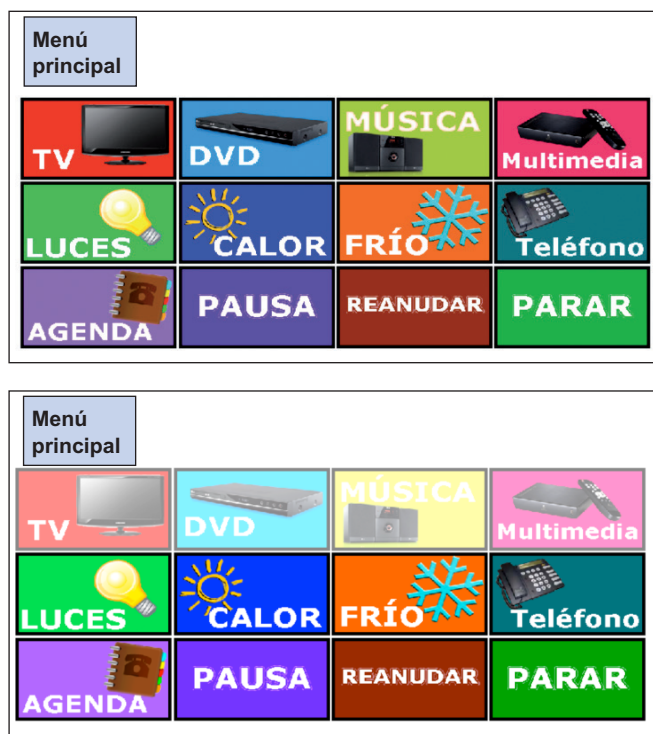 Menú
principal
TV
DVD
MÚSICA
Multimedia
LUCES
CALOR
FRÍO
Teléfono
AGENDA
PAUSA
REANUDAR
PARAR
Menú
principal
TV
DVD
MÚSICA
Multimedia
LUCES
CALOR
FRÍO
Teléfono
AGENDA
PAUSA
REANUDAR
PARAR